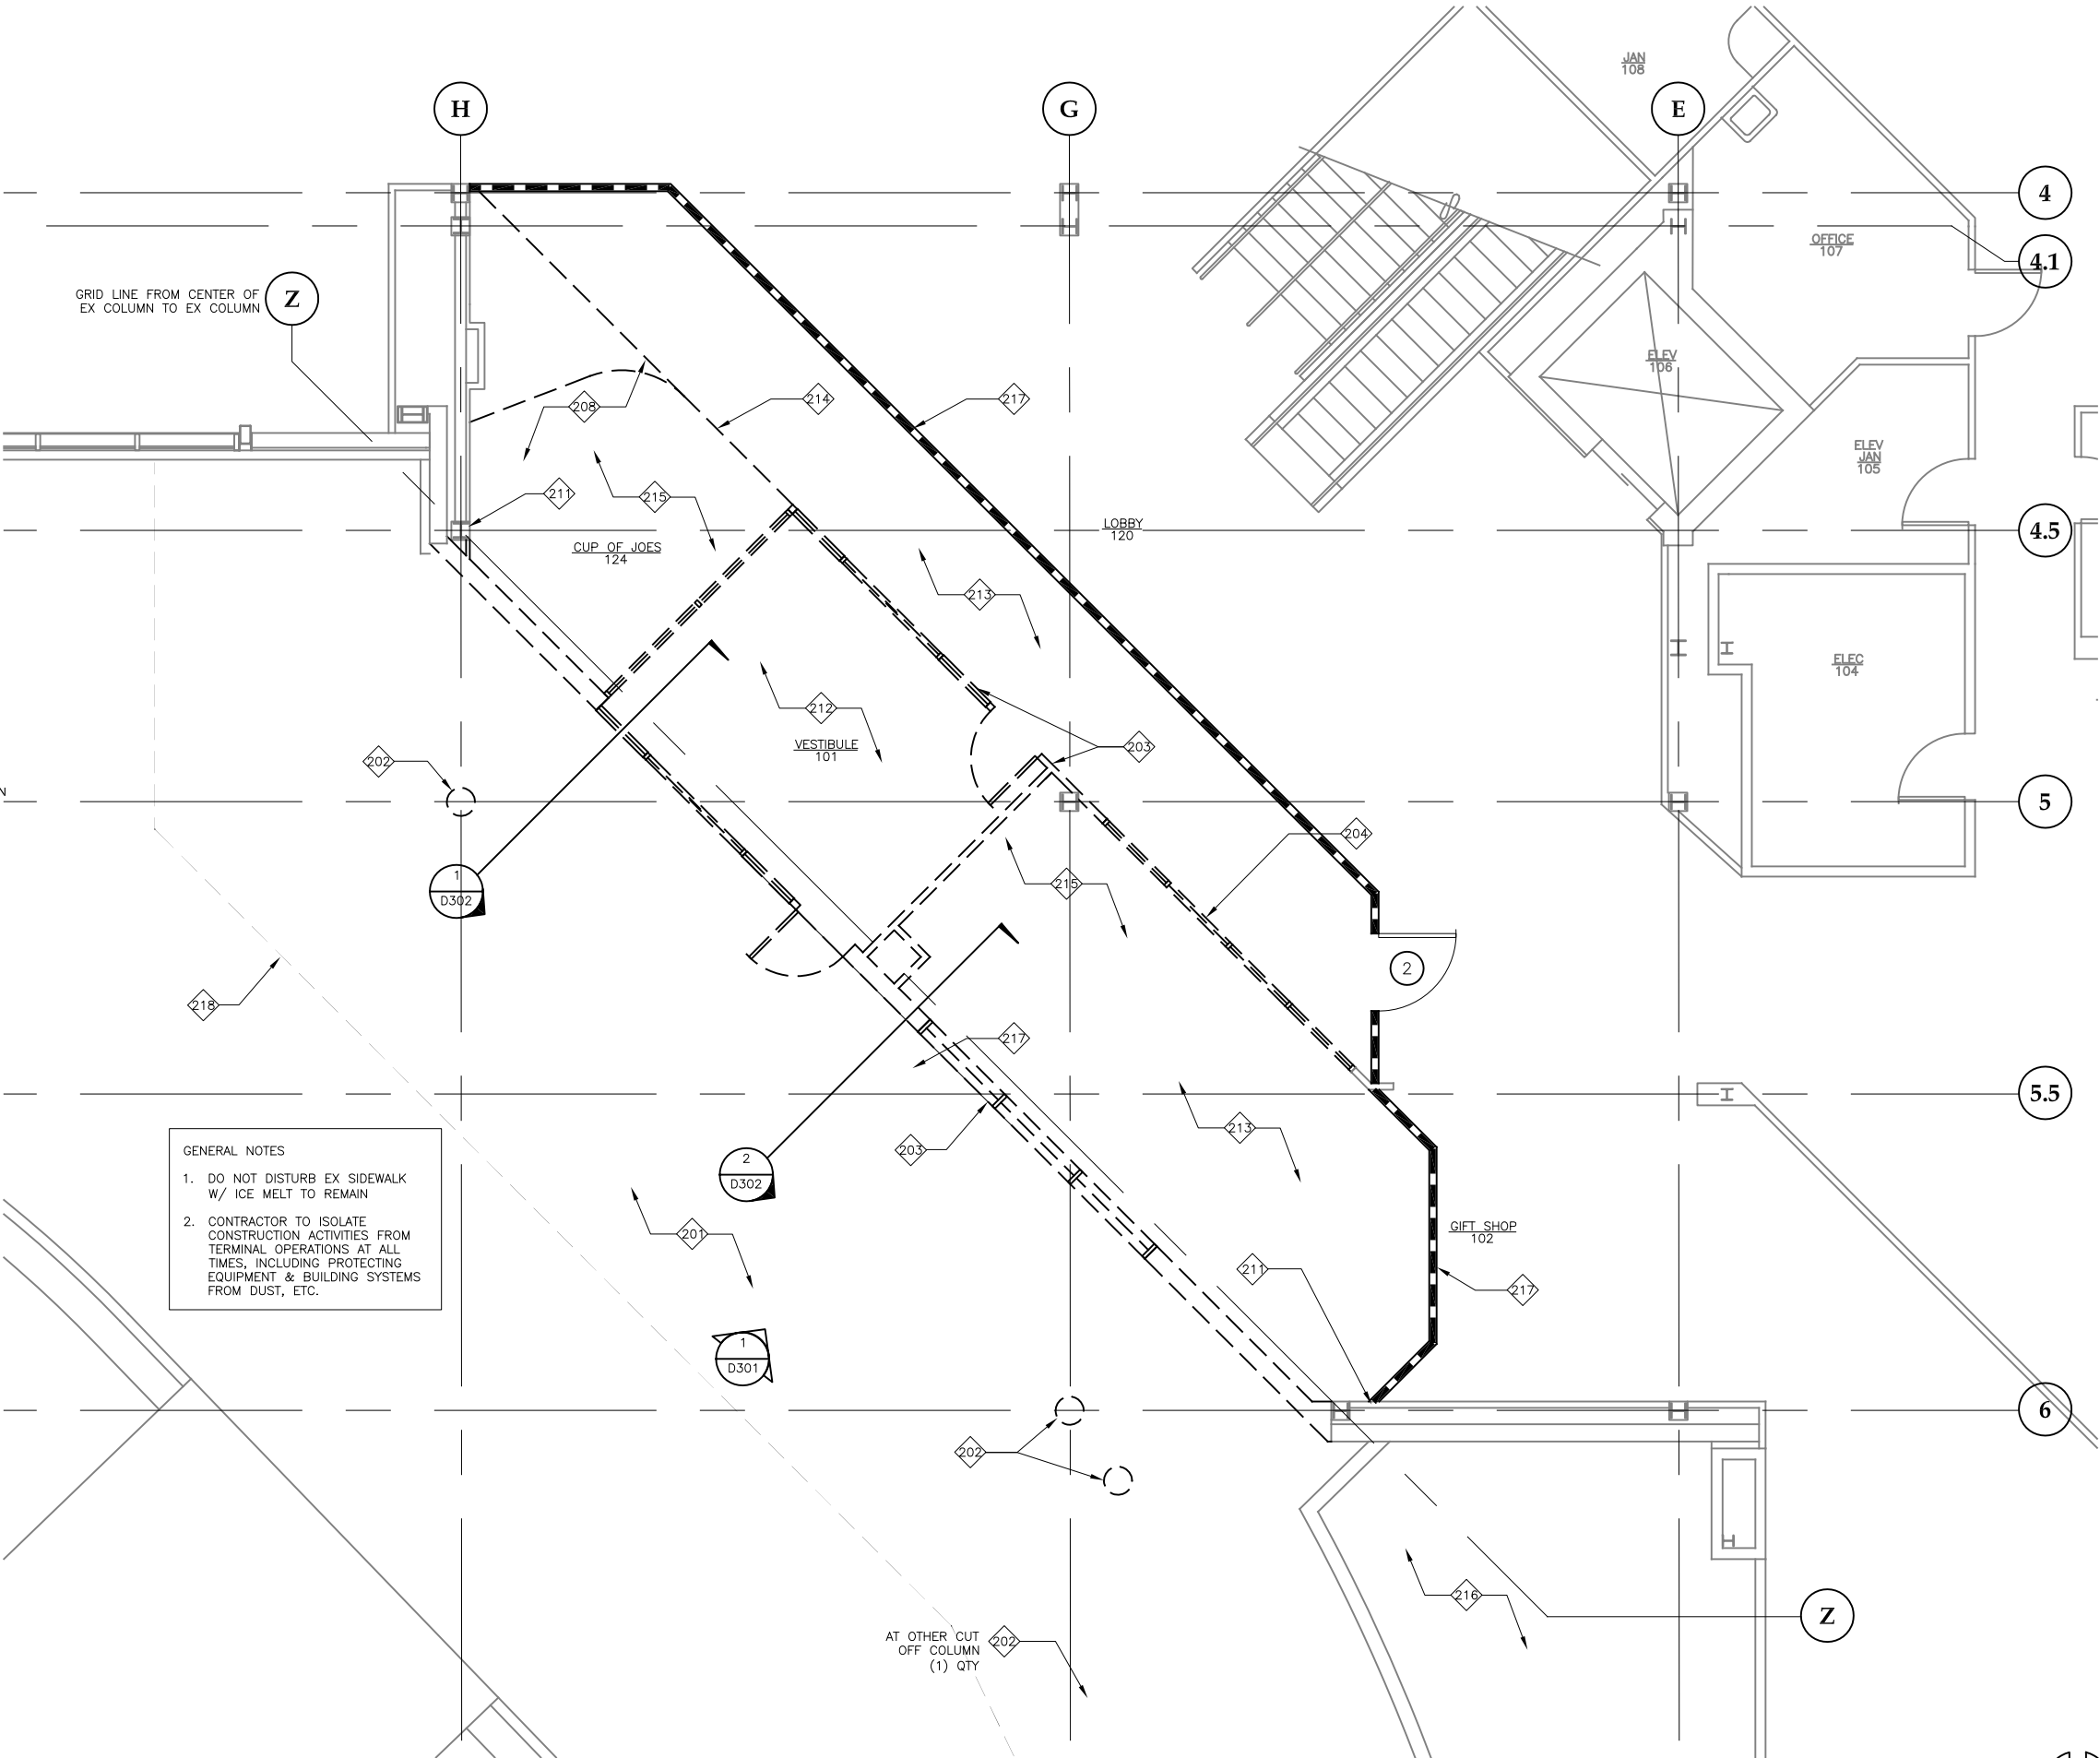 JAN
108
H
G
E
4
OFFICE
107
4.1
GRID LINE FROM CENTER OF
EX COLUMN TO EX COLUMN
Z
ELEV
106
214
217
208
ELEV
JAN
105
211
215
LOBBY
120
4.5
CUP OF JOES
124
213
ELEC
104
212
VESTIBULE
101
203
202
N
5
204
1
D302
215
2
218
217
5.5
213
203
GENERAL NOTES
1. DO NOT DISTURB EX SIDEWALK
W/ ICE MELT TO REMAIN
2. CONTRACTOR TO ISOLATE
CONSTRUCTION ACTIVITIES FROM
TERMINAL OPERATIONS AT ALL
TIMES, INCLUDING PROTECTING
EQUIPMENT & BUILDING SYSTEMS
FROM DUST, ETC.
2
D302
201
GIFT SHOP
102
211
217
1
D301
6
202
216
Z
AT OTHER CUT
OFF COLUMN
(1) QTY
202